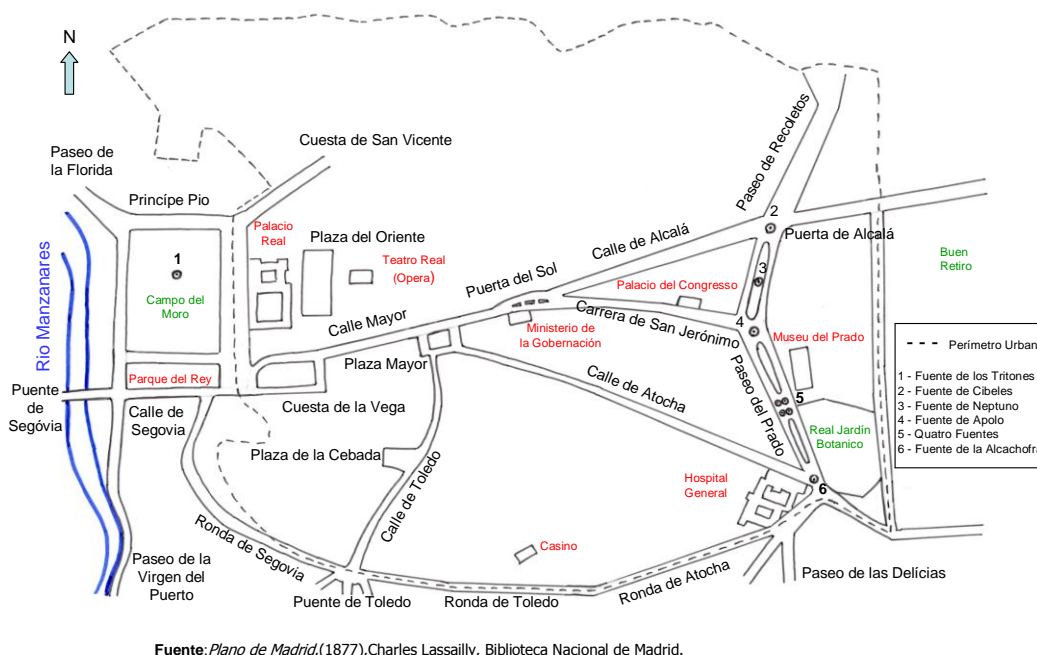 N
Paseo de
la Florida
Cuesta de San Vicente
Princípe Pio
Paseo de Recoletos
2
Puerta de Alcalá
Palacio
Real
Plaza del Oriente
Teatro Real
(Opera)
Calle de Alcalá
Buen
Retiro
1
Campo del
Moro
Rio Manzanares
Puerta del Sol
3
Palacio del Congresso
Calle Mayor
Ministerio de
la Gobernación
Carrera de San Jerónimo
4
Museu del Prado
Plaza Mayor
Parque del Rey
Puente
de
Segóvia
Calle de
Segovia
Cuesta de la Vega
Calle de Atocha
Paseo del Prado
5
Real Jardín
Botanico
Plaza de la Cebada
Calle de Toledo
Hospital
General
6
Ronda de Segovia
Casino
Paseo de la
Virgen del
Puerto
Puente de Toledo
Ronda de Toledo
Ronda de Atocha
Paseo de las Delícias
Perímetro Urban
1 - Fuente de los Tritones
2 - Fuente de Cibeles
3 - Fuente de Neptuno
4 - Fuente de Apolo
5 - Quatro Fuentes
6 - Fuente de la Alcachofra
Fuente:Plano de Madrid.(1877),Charles Lassailly, Biblioteca Nacional de Madrid.